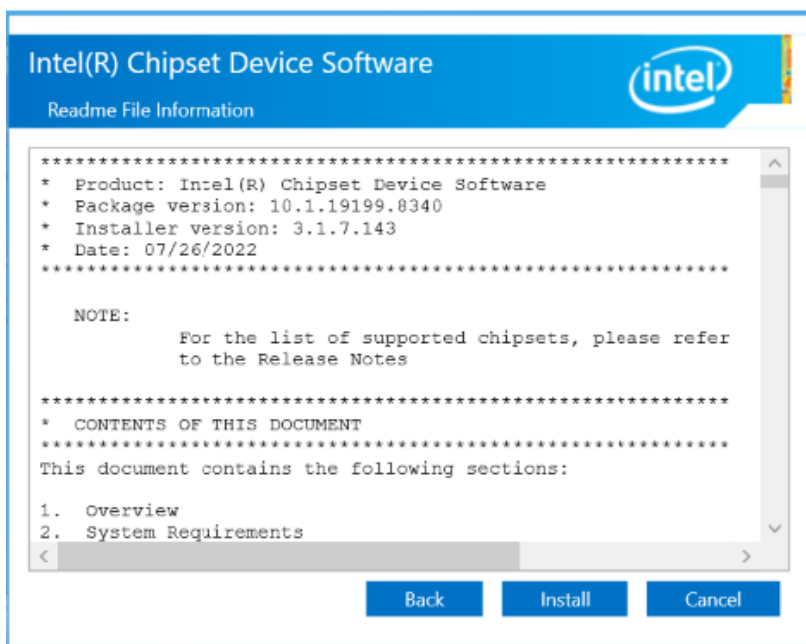 Intel(R) Chipset Device Software
intel
Readme File Information
************************************************************
*  Product: Intel(R) Chipset Device Software
*  Package version: 10.1.19199.8340
*  Installer version: 3.1.7.143
*  Date: 07/26/2022
************************************************************
NOTE:
For the list of supported chipsets, please refer
to the Release Notes
************************************************************
*  CONTENTS OF THIS DOCUMENT
************************************************************
This document contains the following sections:
1.  Overview
2.  System Requirements
Back Install Cancel